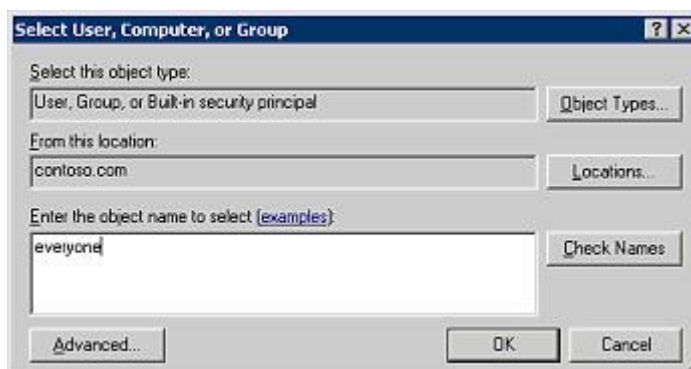 Select User, Computer, or Group
Select this object type:
User, Group, or Built-in security principal
Object Types...
From this location:
contoso.com
Locations...
Enter the object name to select (examples):
everyone
Check Names
Advanced...
OK
Cancel